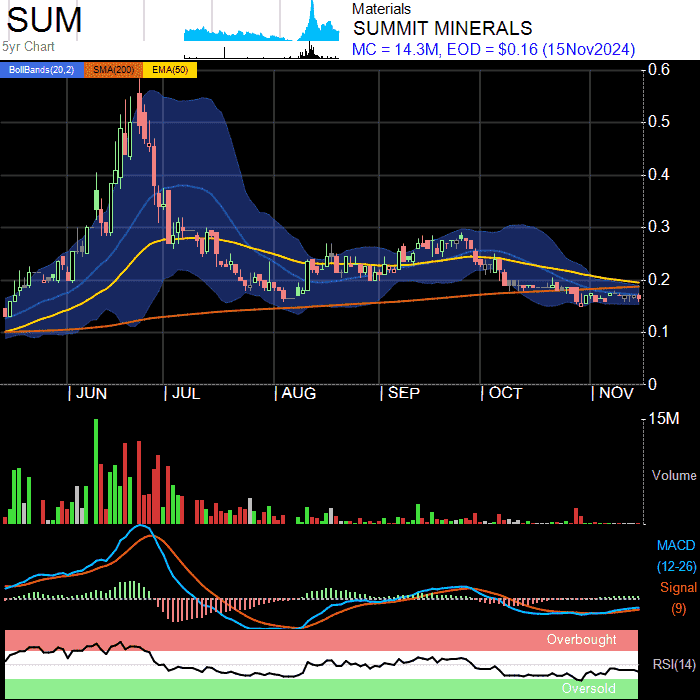 SUM
5yr Chart
Materials
SUMMIT MINERALS
MC = 14.3M, EOD = $0.16 (15Nov2024)
BollBands(20,2) SMA(200) EMA(50)
0.6
0.5
0.4
0.3
0.2
0.1
0
JUN JUL AUG SEP OCT NOV
15M
Volume
MACD
(12-26)
Signal
(9)
Overbought
RSI(14)
Oversold